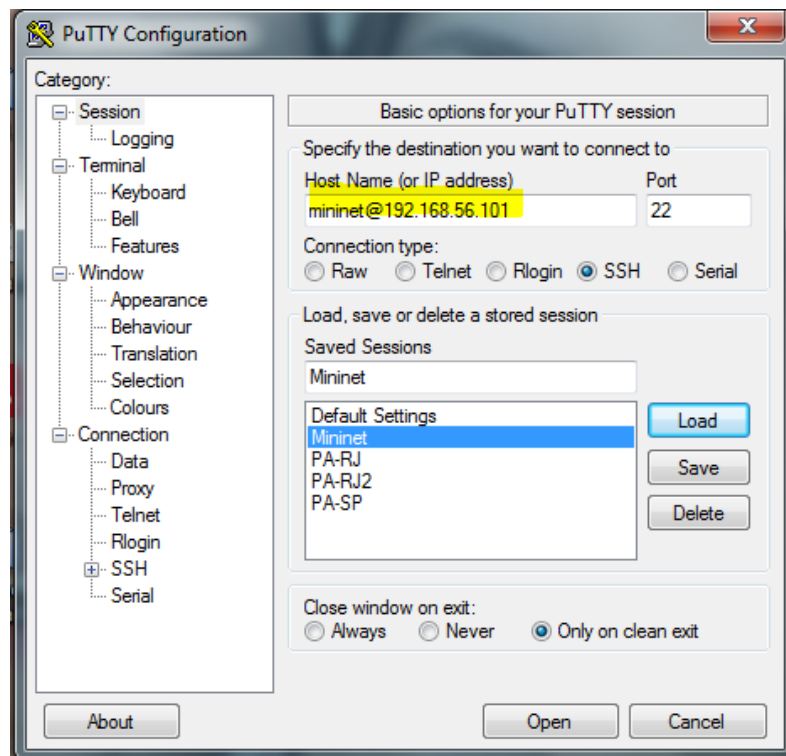 PuTTY Configuration
Category:
Session
Logging
Terminal
Keyboard
Bell
Features
Window
Appearance
Behaviour
Translation
Selection
Colours
Connection
Data
Proxy
Telnet
Rlogin
SSH
Serial
Basic options for your PuTTY session
Specify the destination you want to connect to
Host Name (or IP address) Port
mininet@192.168.56.101 22
Connection type:
Raw Telnet Rlogin SSH Serial
Load, save or delete a stored session
Saved Sessions
Mininet
Default Settings
Mininet
PA-RJ
PA-RJ2
PA-SP
Load
Save
Delete
Close window on exit:
Always Never Only on clean exit
About Open Cancel